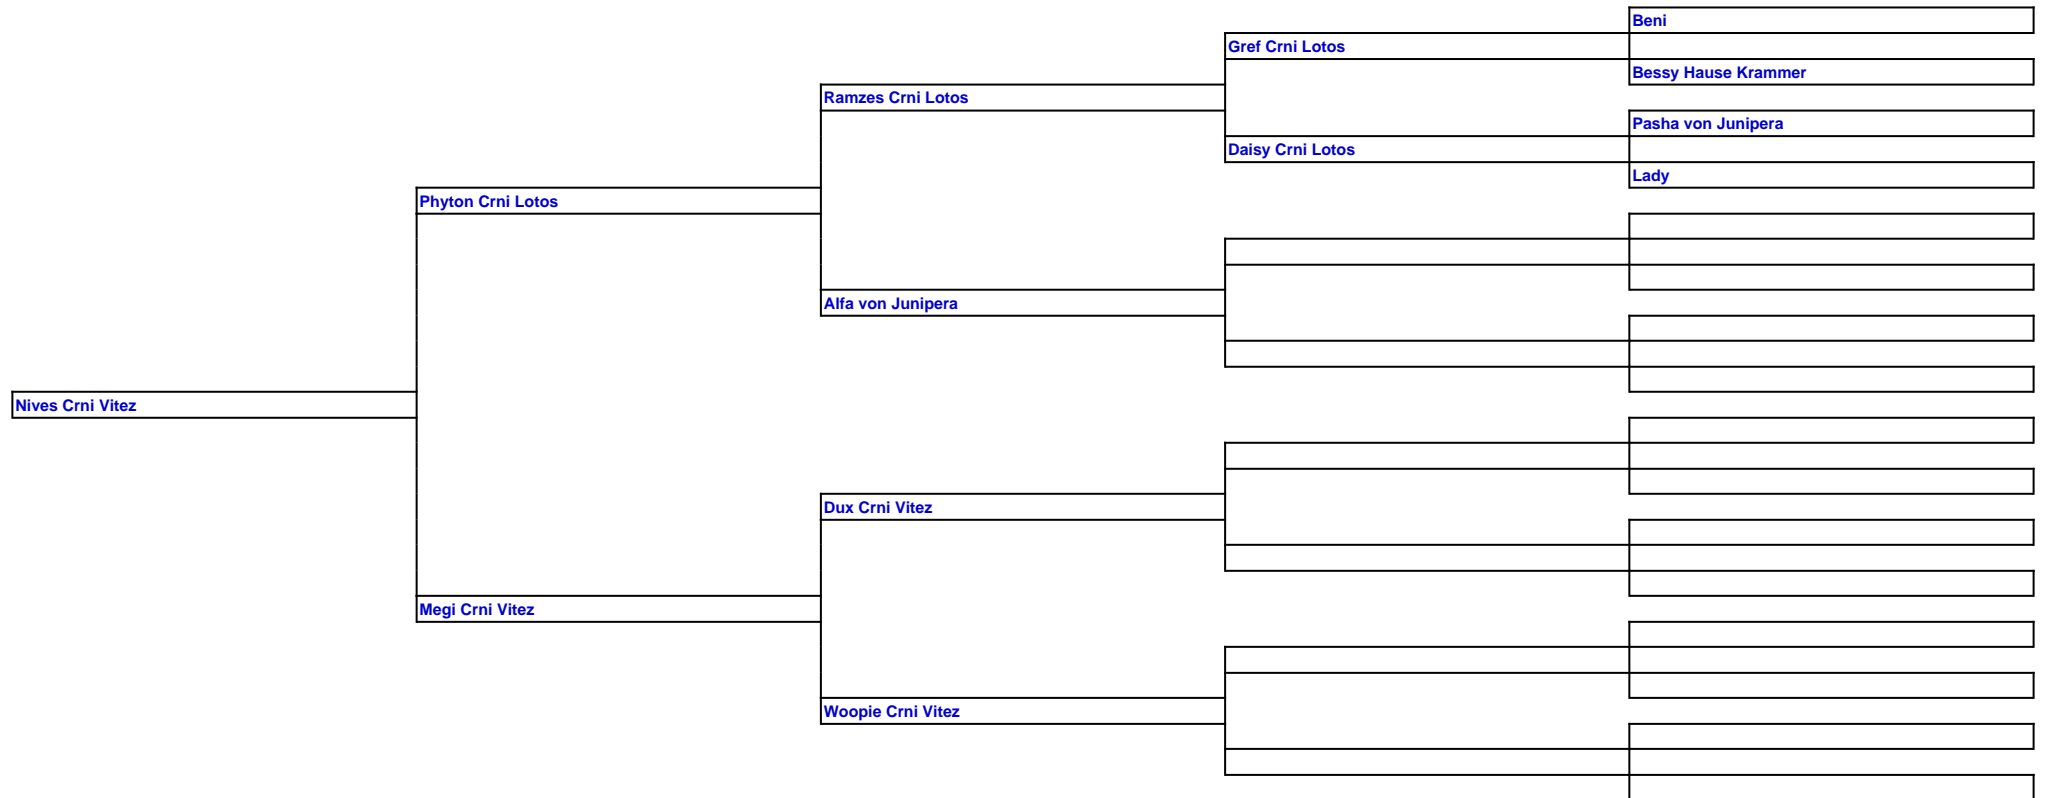 Beni
Gref Crni Lotos
Bessy Hause Krammer
Ramzes Crni Lotos
Pasha von Junipera
Daisy Crni Lotos
Lady
Phyton Crni Lotos
Alfa von Junipera
Nives Crni Vitez
Dux Crni Vitez
Megi Crni Vitez
Woopie Crni Vitez